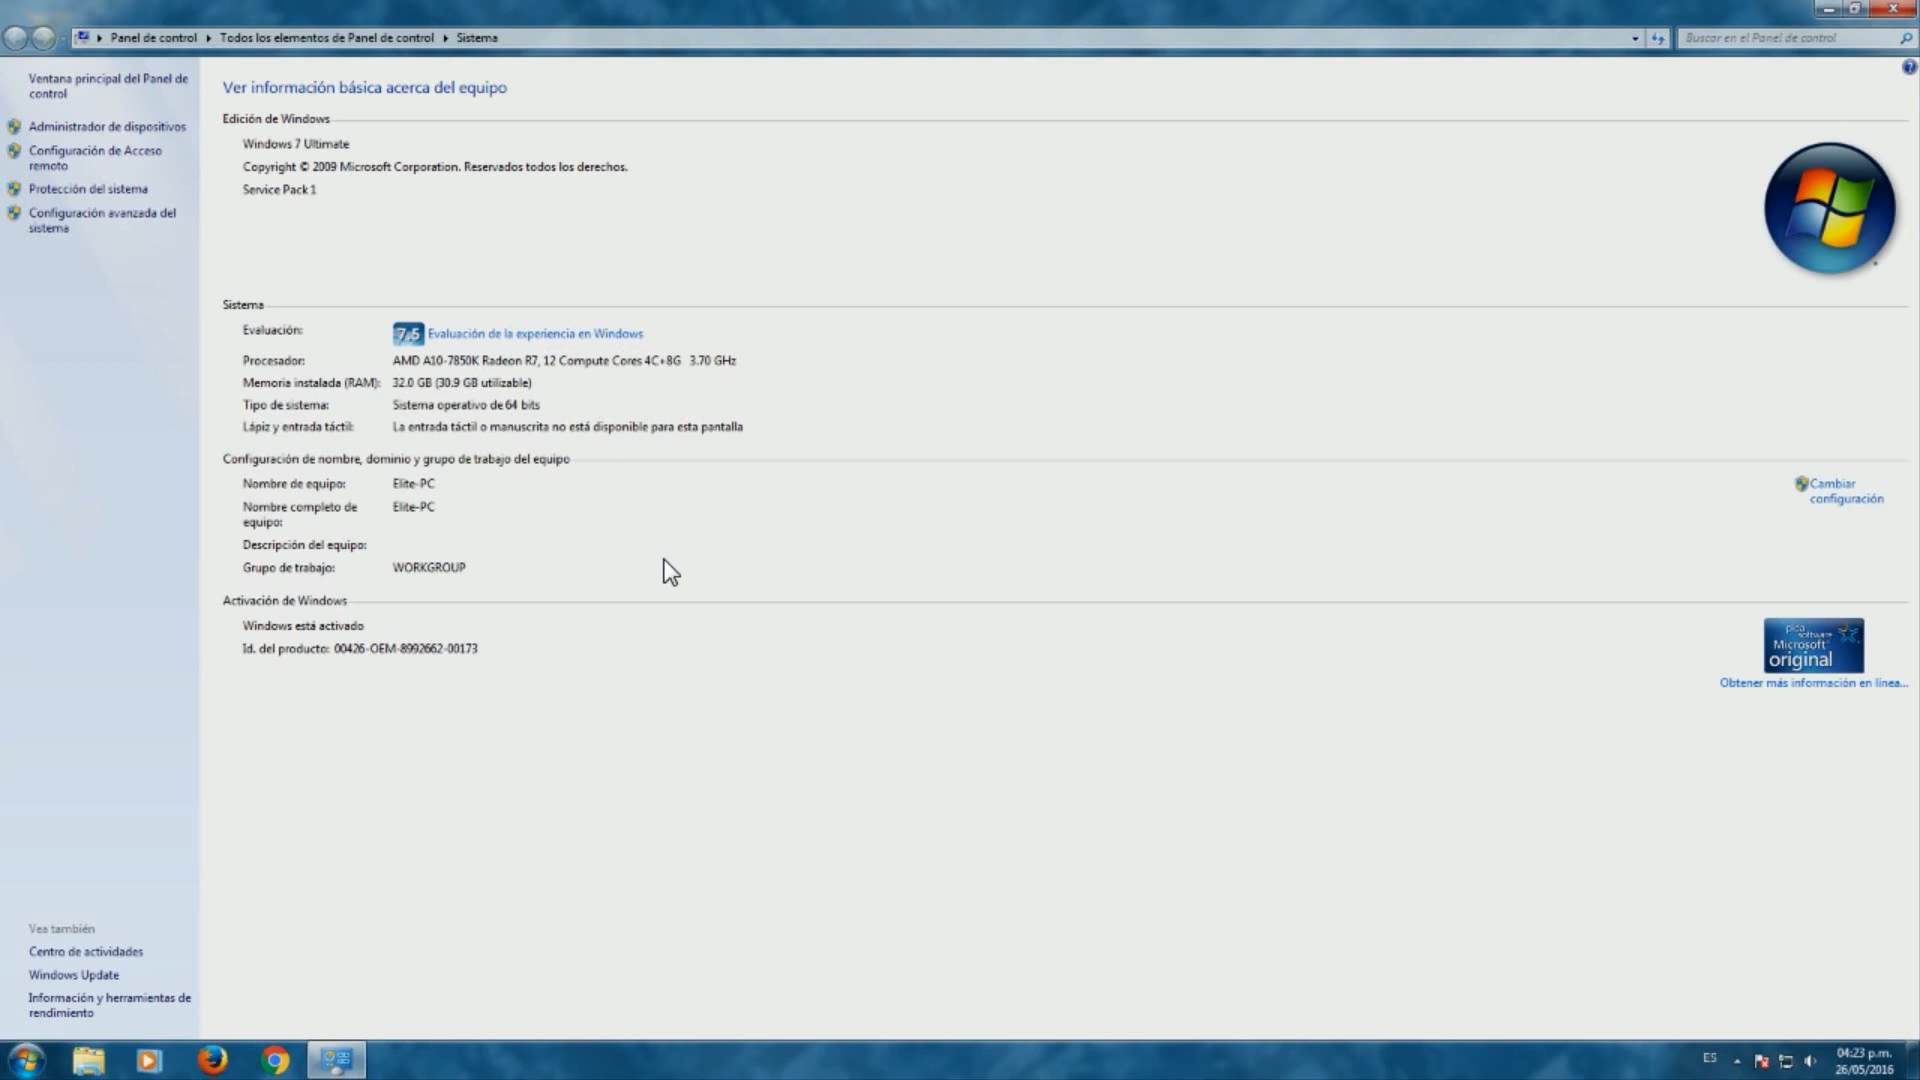 Panel de control ▸ Todos los elementos de Panel de control ▸ Sistema
Buscar en el Panel de control
Ventana principal del Panel de
control
Administrador de dispositivos
Configuración de Acceso
remoto
Protección del sistema
Configuración avanzada del
sistema
Ver información básica acerca del equipo
Edición de Windows
Windows 7 Ultimate
Copyright © 2009 Microsoft Corporation. Reservados todos los derechos.
Service Pack 1
Sistema
Evaluación: 7,5 Evaluación de la experiencia en Windows
Procesador: AMD A10-7850K Radeon R7, 12 Compute Cores 4C+8G 3.70 GHz
Memoria instalada (RAM): 32.0 GB (30.9 GB utilizable)
Tipo de sistema: Sistema operativo de 64 bits
Lápiz y entrada táctil: La entrada táctil o manuscrita no está disponible para esta pantalla
Configuración de nombre, dominio y grupo de trabajo del equipo
Nombre de equipo: Elite-PC
Cambiar
configuración
Nombre completo de
equipo:
Elite-PC
Descripción del equipo:
Grupo de trabajo: WORKGROUP
Activación de Windows
Windows está activado
Id. del producto: 00426-OEM-8992662-00173
pida
software
Microsoft
original
Obtener más información en línea...
Vea también
Centro de actividades
Windows Update
Información y herramientas de
rendimiento
ES
04:23 p.m.
26/05/2016